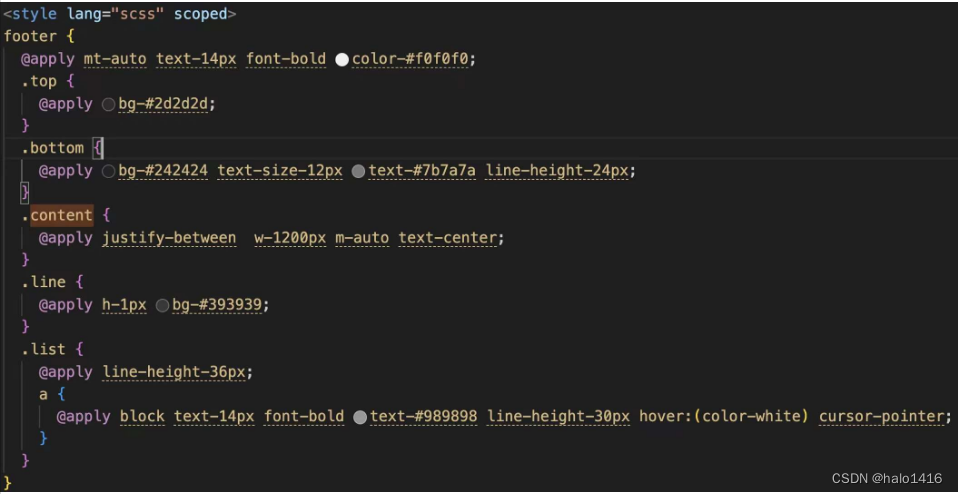 <style lang="scss" scoped>
footer {
@apply mt-auto text-14px font-bold color-#f0f0f0;
.top {
@apply bg-#2d2d2d;
}
.bottom {
@apply bg-#242424 text-size-12px text-#7b7a7a line-height-24px;
}
.content {
@apply justify-between  w-1200px m-auto text-center;
}
.line {
@apply h-1px bg-#393939;
}
.list {
@apply line-height-36px;
a {
@apply block text-14px font-bold text-#989898 line-height-30px hover:(color-white) cursor-pointer;
}
}
}
CSDN @halo1416